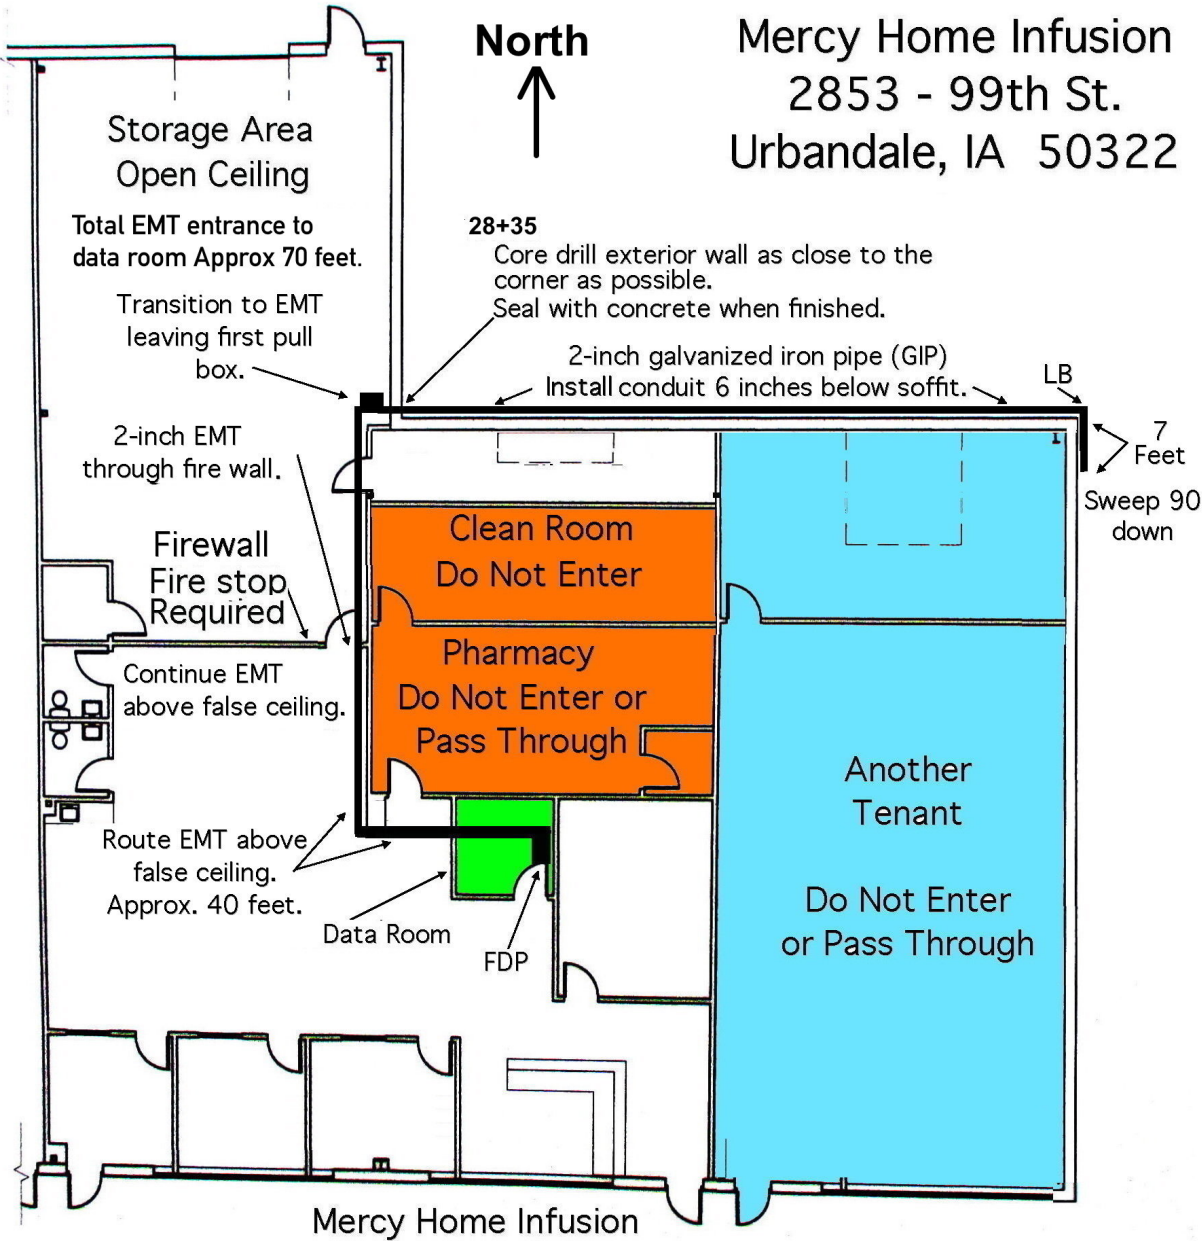 North
Mercy Home Infusion
2853 - 99th St.
Urbandale, IA 50322
Storage Area
Open Ceiling
Total EMT entrance to
data room Approx 70 feet.
Transition to EMT
leaving first pull
box.
28+35
Core drill exterior wall as close to the
corner as possible.
Seal with concrete when finished.
2-inch galvanized iron pipe (GIP)
Install conduit 6 inches below soffit.
LB
7
Feet
Sweep 90
down
2-inch EMT
through fire wall.
Firewall
Fire stop
Required
Clean Room
Do Not Enter
Continue EMT
above false ceiling.
Pharmacy
Do Not Enter or
Pass Through
Another
Tenant
Do Not Enter
or Pass Through
Route EMT above
false ceiling.
Approx. 40 feet.
Data Room
FDP
Mercy Home Infusion